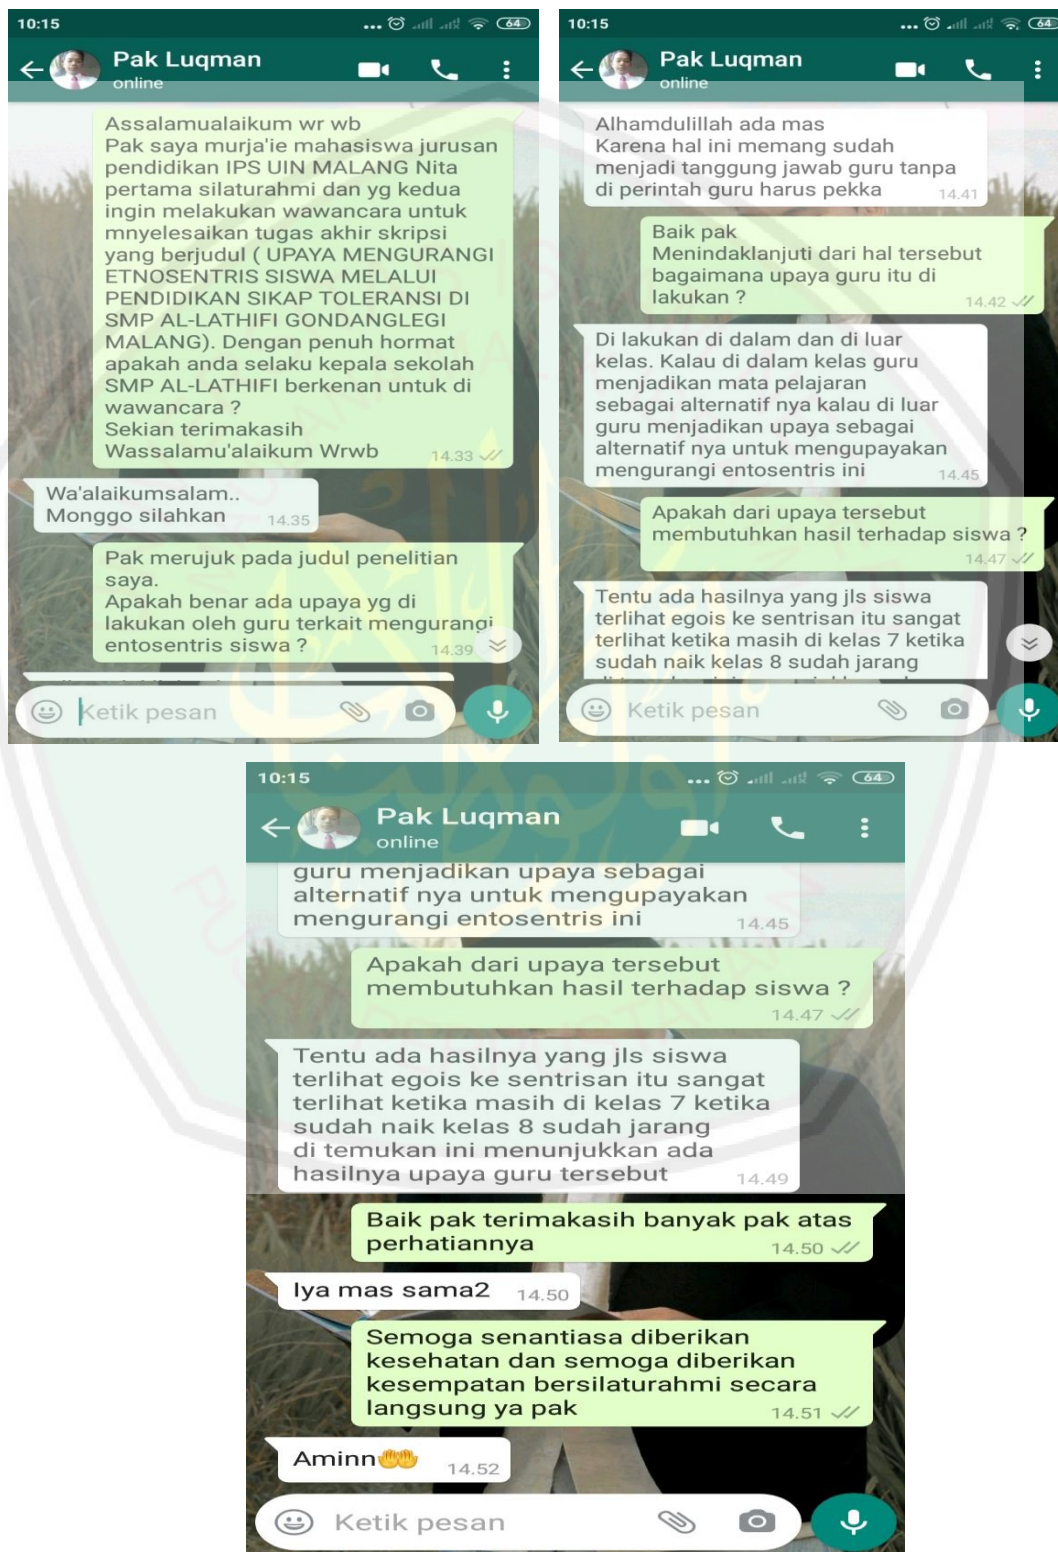 10:15
64
Pak Luqman
online
Assalamualaikum wr wb
Pak saya murja'ie mahasiswa jurusan
pendidikan IPS UIN MALANG Nita
pertama silaturahmi dan yg kedua
ingin melakukan wawancara untuk
mnyelesaikan tugas akhir skripsi
yang berjudul ( UPAYA MENGURANGI
ETNOSENTRIS SISWA MELALUI
PENDIDIKAN SIKAP TOLERANSI DI
SMP AL-LATHIFI GONDANGLEGI
MALANG). Dengan penuh hormat
apakah anda selaku kepala sekolah
SMP AL-LATHIFI berkenan untuk di
wawancara ?
Sekian terimakasih
Wassalamu'alaikum Wrwb
14.33
Wa'alaikumsalam..
Monggo silahkan
14.35
Pak merujuk pada judul penelitian
saya.
Apakah benar ada upaya yg di
lakukan oleh guru terkait mengurangi
entosentris siswa ?
14.39
Ketik pesan
10:15
64
Pak Luqman
online
Alhamdulillah ada mas
Karena hal ini memang sudah
menjadi tanggung jawab guru tanpa
di perintah guru harus pekka
14.41
Baik pak
Menindaklanjuti dari hal tersebut
bagaimana upaya guru itu di
lakukan ?
14.42
Di lakukan di dalam dan di luar
kelas. Kalau di dalam kelas guru
menjadikan mata pelajaran
sebagai alternatif nya kalau di luar
guru menjadikan upaya sebagai
alternatif nya untuk mengupayakan
mengurangi entosentris ini
14.45
Apakah dari upaya tersebut
membutuhkan hasil terhadap siswa ?
14.47
Tentu ada hasilnya yang jls siswa
terlihat egois ke sentrisan itu sangat
terlihat ketika masih di kelas 7 ketika
sudah naik kelas 8 sudah jarang
Ketik pesan
10:15
64
Pak Luqman
online
guru menjadikan upaya sebagai
alternatif nya untuk mengupayakan
mengurangi entosentris ini
14.45
Apakah dari upaya tersebut
membutuhkan hasil terhadap siswa ?
14.47
Tentu ada hasilnya yang jls siswa
terlihat egois ke sentrisan itu sangat
terlihat ketika masih di kelas 7 ketika
sudah naik kelas 8 sudah jarang
di temukan ini menunjukkan ada
hasilnya upaya guru tersebut
14.49
Baik pak terimakasih banyak pak atas
perhatiannya
14.50
Iya mas sama2
14.50
Semoga senantiasa diberikan
kesehatan dan semoga diberikan
kesempatan bersilaturahmi secara
langsung ya pak
14.51
Aminn🤲
14.52
Ketik pesan